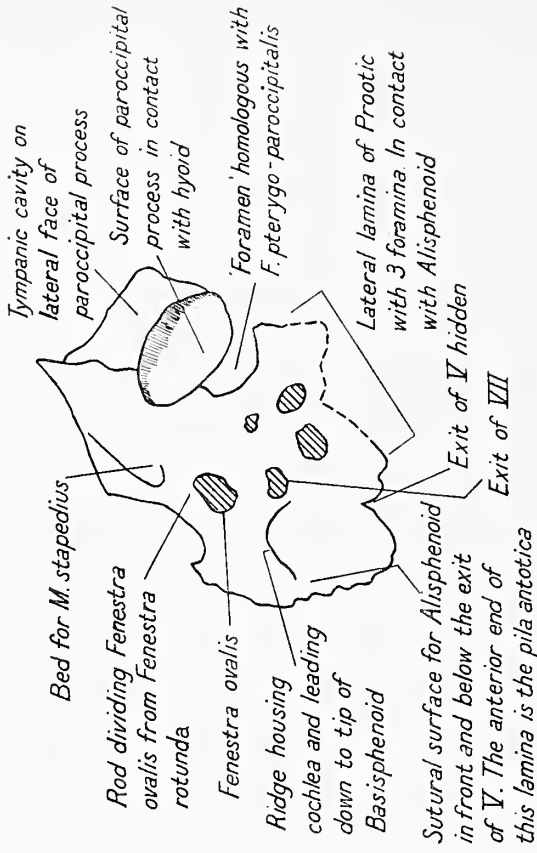 Tympanic cavity on
lateral face of
paroccipital process
Surface of paroccipital
process in contact
with hyoid
Foramen homologous with
F. pterygo-paroccipitalis
Lateral lamina of Prootic
with 3 foramina. In contact
with Alisphenoid
Exit of V hidden
Exit of VII
Bed for M. stapedius
Rod dividing Fenestra
ovalis from Fenestra
rotunda
Fenestra ovalis
Ridge housing
cochlea and leading
down to tip of
Basisphenoid
Sutural surface for Alisphenoid
in front and below the exit
of V. The anterior end of
this lamina is the pila antotica